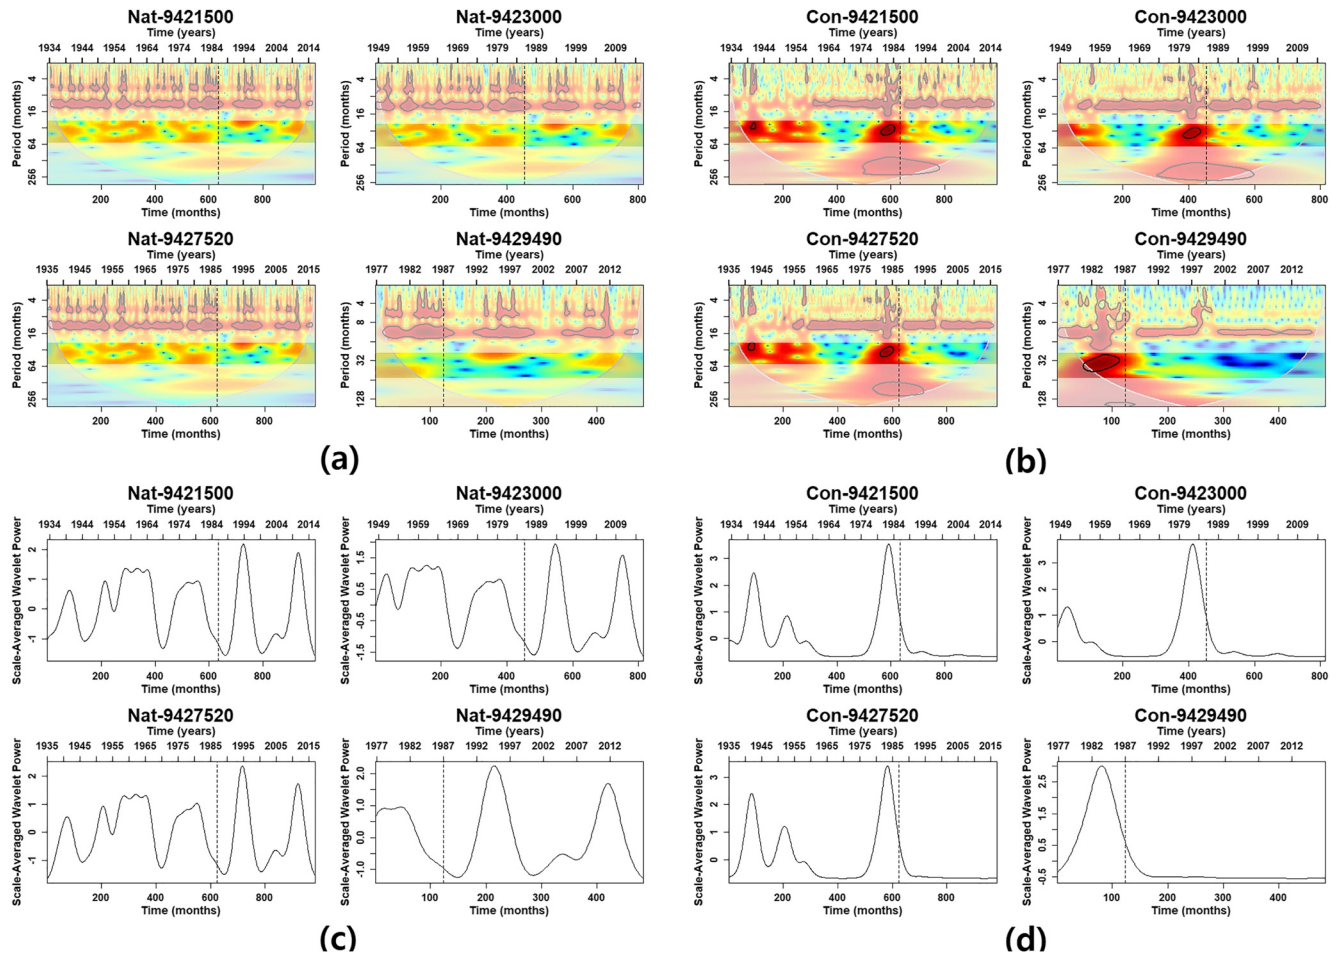 Nat-9421500
Time (years)
1934 1944 1954 1964 1974 1984 1994 2004 2014
Period (months)
4 16 64 256
200 400 600 800
Time (months)
Nat-9423000
Time (years)
1949 1959 1969 1979 1989 1999 2009
Period (months)
4 16 64 256
200 400 600 800
Time (months)
Nat-9427520
Time (years)
1935 1945 1955 1965 1975 1985 1995 2005 2015
Period (months)
4 16 64 256
200 400 600 800
Time (months)
Nat-9429490
Time (years)
1977 1982 1987 1992 1997 2002 2007 2012
Period (months)
4 8 32 128
100 200 300 400
Time (months)
(a)
Con-9421500
Time (years)
1934 1944 1954 1964 1974 1984 1994 2004 2014
Period (months)
4 16 64 256
200 400 600 800
Time (months)
Con-9423000
Time (years)
1949 1959 1969 1979 1989 1999 2009
Period (months)
4 16 64 256
0 200 400 600 800
Time (months)
Con-9427520
Time (years)
1935 1945 1955 1965 1975 1985 1995 2005 2015
Period (months)
4 16 64 256
200 400 600 800
Time (months)
Con-9429490
Time (years)
1977 1982 1987 1992 1997 2002 2007 2012
Period (months)
4 8 32 128
0 100 200 300 400
Time (months)
(b)
Nat-9421500
Time (years)
1934 1944 1954 1964 1974 1984 1994 2004 2014
Scale-Averaged Wavelet Power
2 1 0 -1
200 400 600 800
Time (months)
Nat-9423000
Time (years)
1949 1959 1969 1979 1989 1999 2009
Scale-Averaged Wavelet Power
1.5 0.5 -0.5 -1.5
200 400 600 800
Time (months)
Nat-9427520
Time (years)
1935 1945 1955 1965 1975 1985 1995 2005 2015
Scale-Averaged Wavelet Power
2 1 0 -1
200 400 600 800
Time (months)
Nat-9429490
Time (years)
1977 1982 1987 1992 1997 2002 2007 2012
Scale-Averaged Wavelet Power
2.0 1.0 0.0 -1.0
100 200 300 400
Time (months)
(c)
Con-9421500
Time (years)
1934 1944 1954 1964 1974 1984 1994 2004 2014
Scale-Averaged Wavelet Power
3 2 1 0
200 400 600 800
Time (months)
Con-9423000
Time (years)
1949 1959 1969 1979 1989 1999 2009
Scale-Averaged Wavelet Power
3 2 1 0
0 200 400 600 800
Time (months)
Con-9427520
Time (years)
1935 1945 1955 1965 1975 1985 1995 2005 2015
Scale-Averaged Wavelet Power
3 2 1 0
200 400 600 800
Time (months)
Con-9429490
Time (years)
1977 1982 1987 1992 1997 2002 2007 2012
Scale-Averaged Wavelet Power
2.5 1.5 0.5 -0.5
0 100 200 300 400
Time (months)
(d)